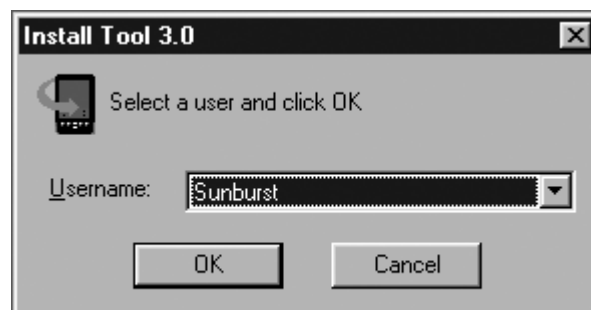 Install Tool 3.0
Select a user and click OK
Username: Sunburst
OK Cancel